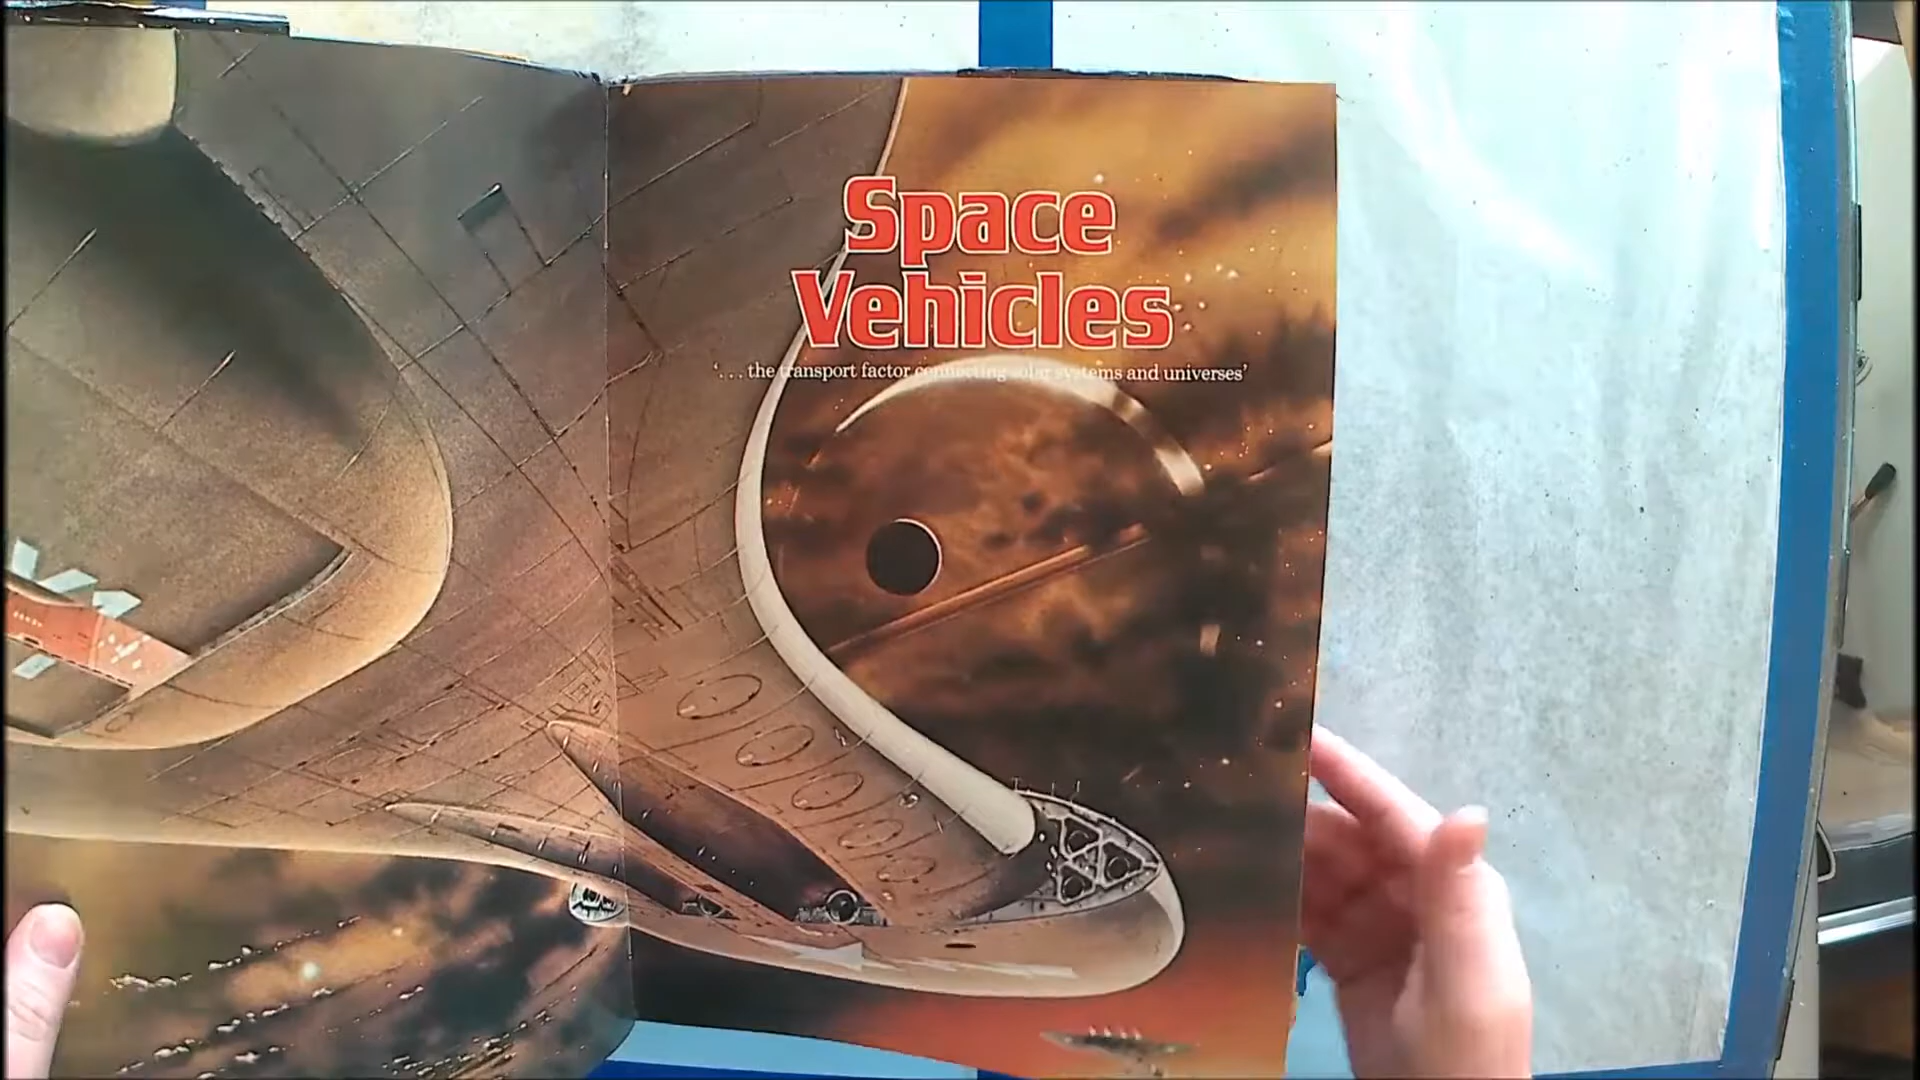 Space
Vehicles
‘. . . the transport factor connecting solar systems and universes’